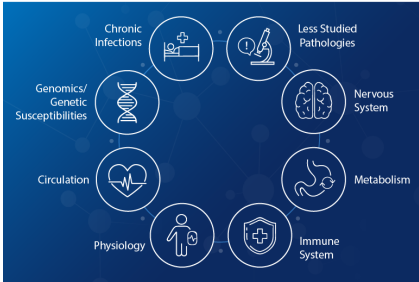 Chronic
Infections
Less Studied
Pathologies
Genomics/
Genetic
Susceptibilities
Nervous
System
Circulation
Metabolism
Physiology
Immune
System